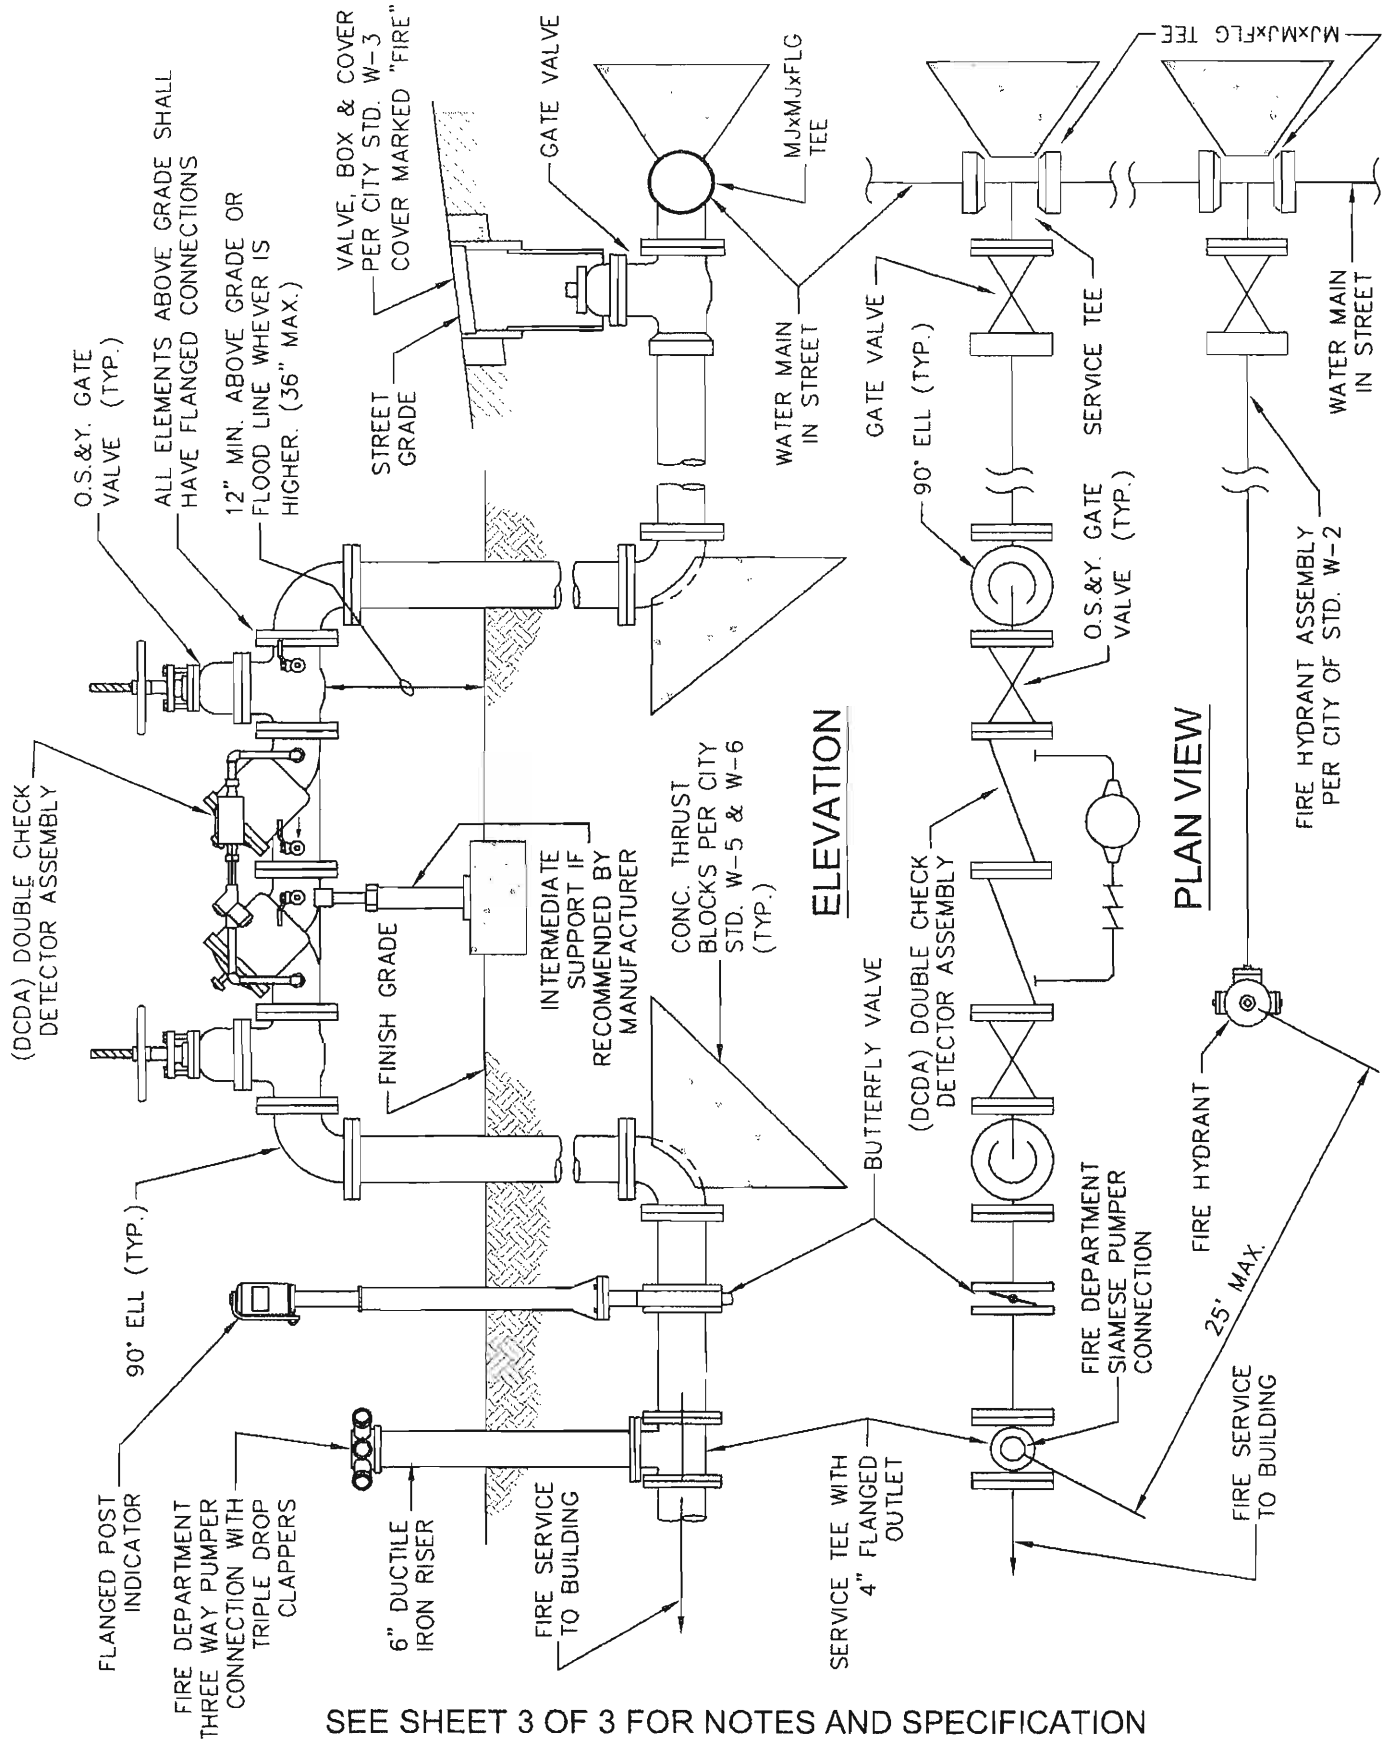 (DCDA) DOUBLE CHECK
DETECTOR ASSEMBLY
O.S.&Y. GATE
VALVE (TYP.)
ALL ELEMENTS ABOVE GRADE SHALL
HAVE FLANGED CONNECTIONS
12" MIN. ABOVE GRADE OR
FLOOD LINE WHEVER IS
HIGHER. (36" MAX.)
VALVE, BOX & COVER
PER CITY STD. W-3
COVER MARKED "FIRE"
STREET
GRADE
GATE VALVE
MJxMJxFLG
TEE
WATER MAIN
IN STREET
90° ELL (TYP.)
FLANGED POST
INDICATOR
FIRE DEPARTMENT
THREE WAY PUMPER
CONNECTION WITH
TRIPLE DROP
CLAPPERS
6" DUCTILE
IRON RISER
FINISH GRADE
INTERMEDIATE
SUPPORT IF
RECOMMENDED BY
MANUFACTURER
CONC. THRUST
BLOCKS PER CITY
STD. W-5 & W-6
(TYP.)
FIRE SERVICE
TO BUILDING
ELEVATION
SERVICE TEE WITH
4" FLANGED
OUTLET
BUTTERFLY VALVE
(DCDA) DOUBLE CHECK
DETECTOR ASSEMBLY
GATE VALVE
90° ELL (TYP.)
O.S.&Y. GATE
VALVE (TYP.)
SERVICE TEE
MJxMJxFLG TEE
FIRE DEPARTMENT
SIAMESE PUMPER
CONNECTION
PLAN VIEW
FIRE HYDRANT
25' MAX.
FIRE SERVICE
TO BUILDING
FIRE HYDRANT ASSEMBLY
PER CITY OF STD. W-2
WATER MAIN
IN STREET
SEE SHEET 3 OF 3 FOR NOTES AND SPECIFICATION